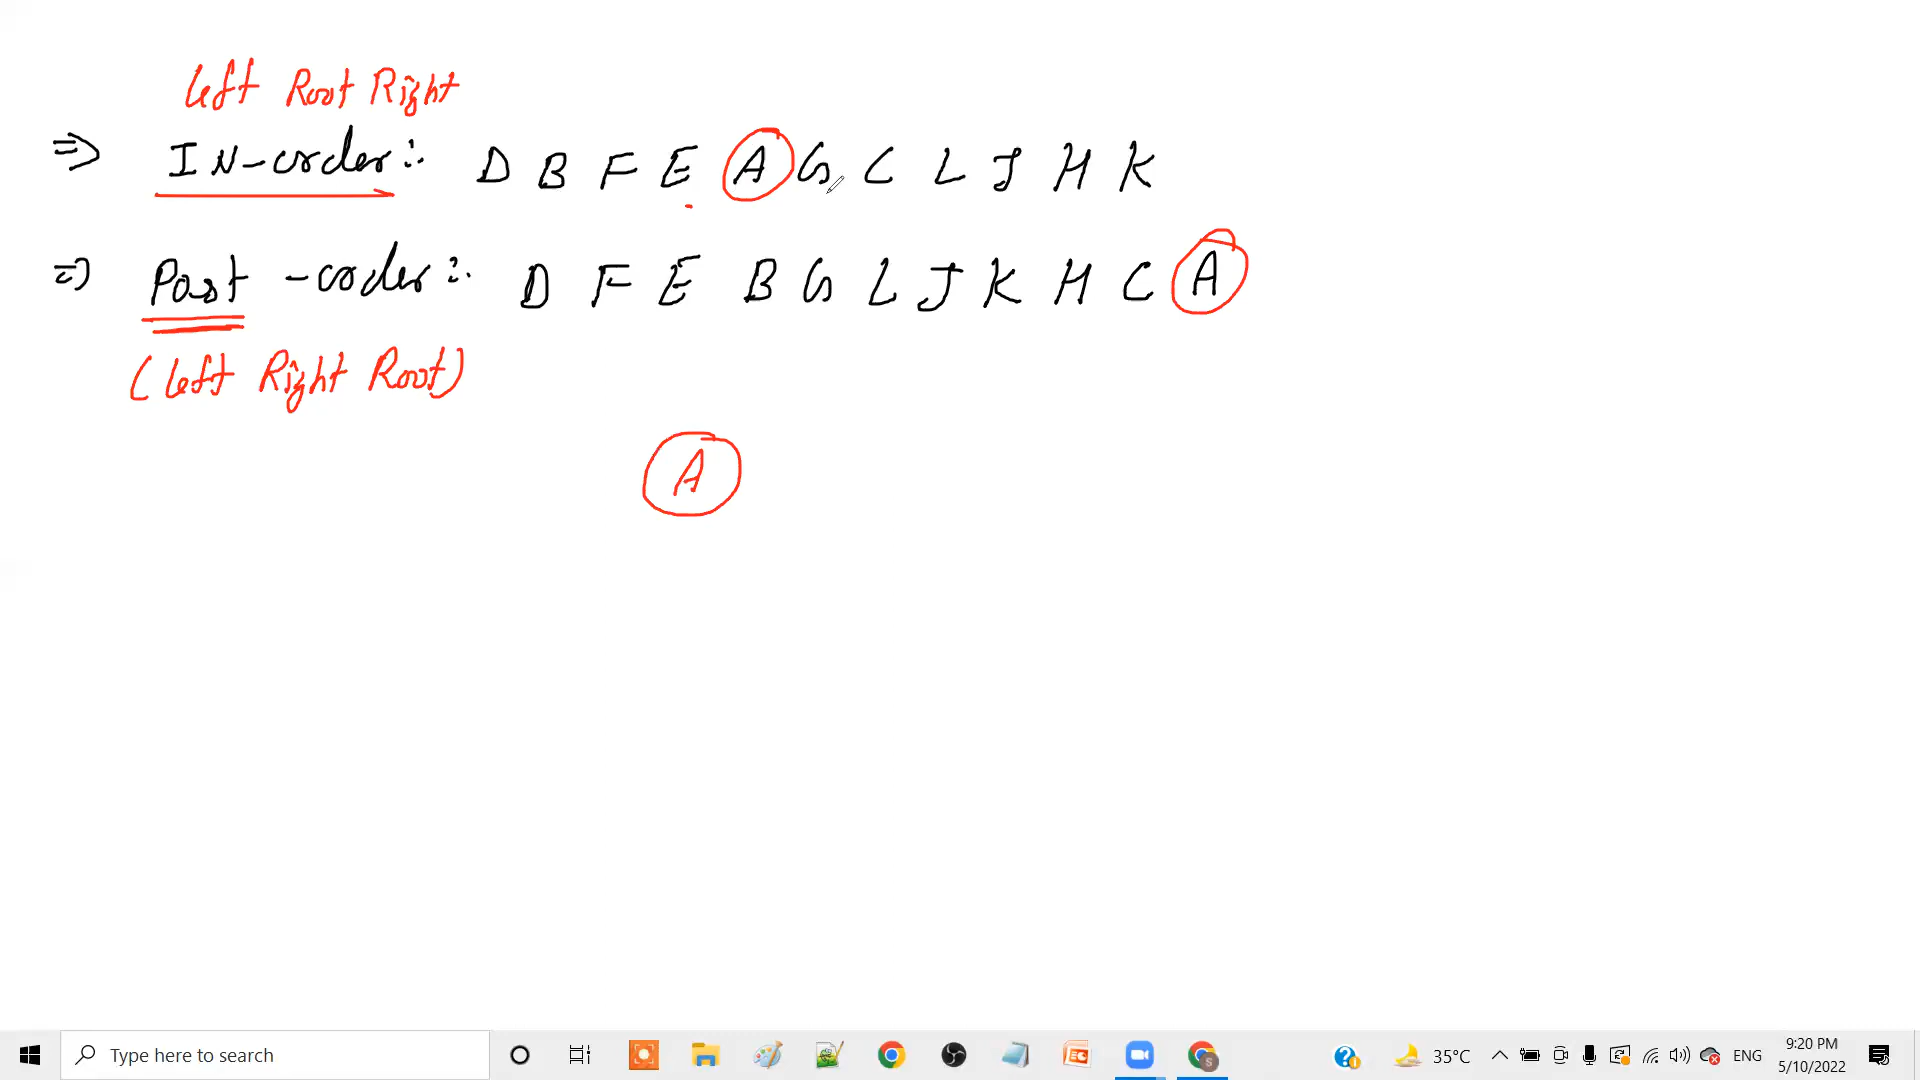 Left Root Right
=> IN-order:- D B F E A G C L J H K
=> Post-order:- D F E B G L J K H C A
(Left Right Root)
A
Type here to search
35°C
ENG
9:20 PM
5/10/2022